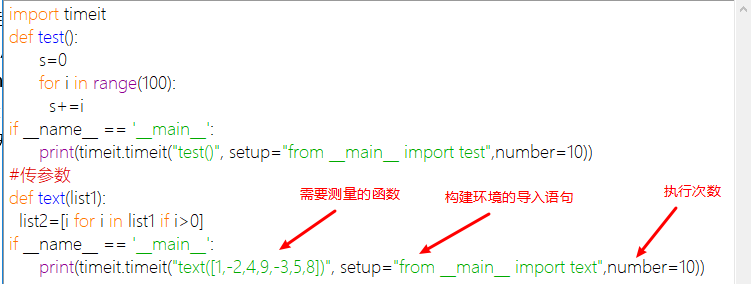 import timeit
def test():
s=0
for i in range(100):
s+=i
if __name__ == '__main__':
print(timeit.timeit("test()", setup="from __main__ import test",number=10))
#传参数
需要测量的函数
构建环境的导入语句
执行次数
def text(list1):
list2=[i for i in list1 if i>0]
if __name__ == '__main__':
print(timeit.timeit("text([1,-2,4,9,-3,5,8])", setup="from __main__ import text",number=10))